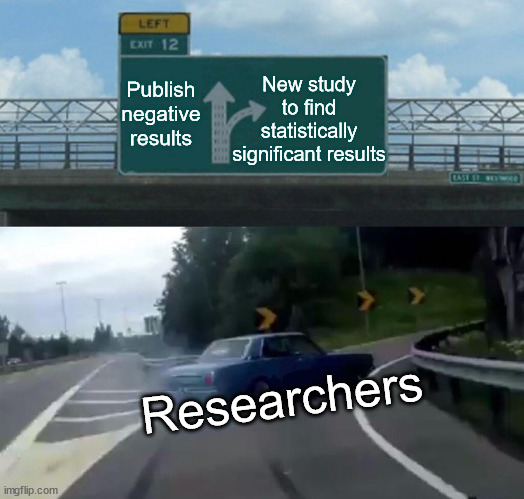 LEFT
EXIT 12
Publish
negative
results
New study
to find
statistically
significant results
Researchers
imgflip.com